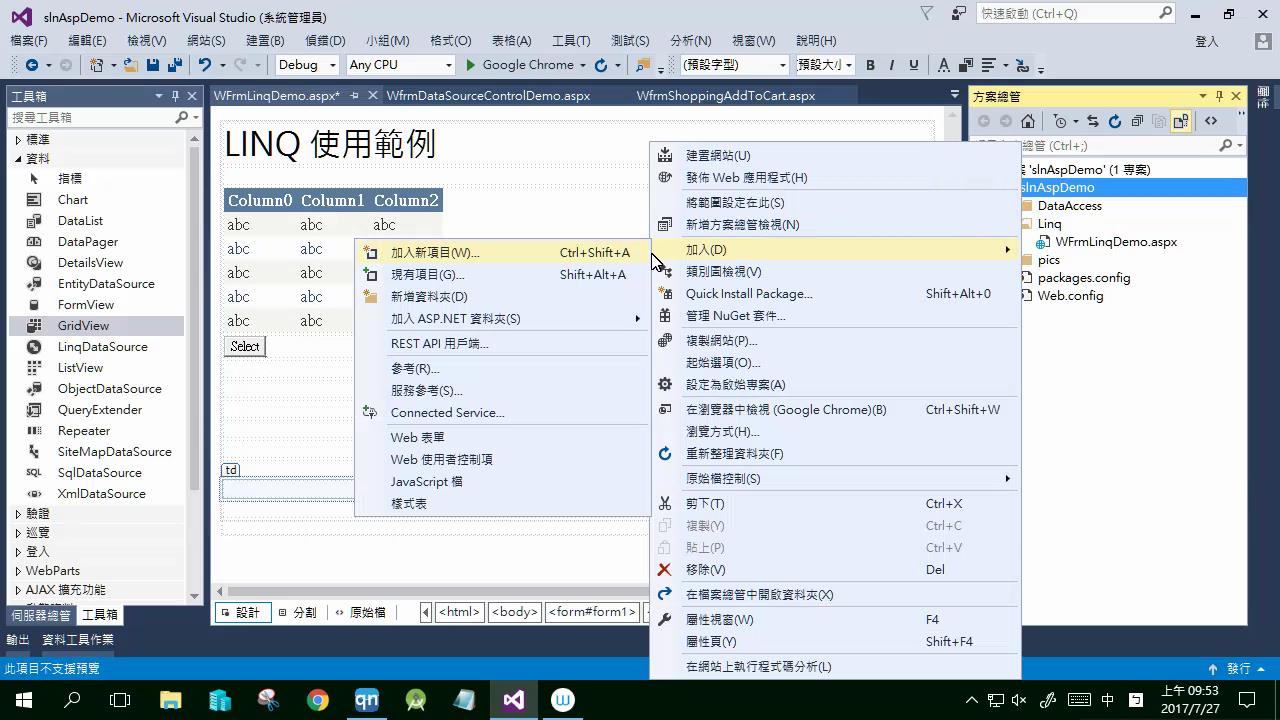 slnAspDemo - Microsoft Visual Studio (系統管理員)
快速啟動 (Ctrl+Q)
檔案(F) 編輯(E) 檢視(V) 網站(S) 建置(B) 偵錯(D) 小組(M) 格式(O) 表格(A) 工具(T) 測試(S) 分析(N) 視窗(W) 說明(H) 登入
Debug Any CPU Google Chrome (預設字型) 預設大小 B I U A
工具箱
搜尋工具箱
標準
資料
指標
Chart
DataList
DataPager
DetailsView
EntityDataSource
FormView
GridView
LinqDataSource
ListView
ObjectDataSource
QueryExtender
Repeater
SiteMapDataSource
SqlDataSource
XmlDataSource
驗證
巡覽
登入
WebParts
AJAX 擴充功能
伺服器總管 工具箱
WFrmLinqDemo.aspx* WfrmDataSourceControlDemo.aspx WfrmShoppingAddToCart.aspx
LINQ 使用範例
Column0 Column1 Column2
abc abc abc
abc abc
abc abc
abc abc
abc abc
Select
td
設計 分割 原始檔 <html> <body> <form#form1>
加入新項目(W)... Ctrl+Shift+A
現有項目(G)... Shift+Alt+A
新增資料夾(D)
加入 ASP.NET 資料夾(S)
REST API 用戶端...
參考(R)...
服務參考(S)...
Connected Service...
Web 表單
Web 使用者控制項
JavaScript 檔
樣式表
建置網站(U)
發佈 Web 應用程式(H)
將範圍設定在此(S)
新增方案總管檢視(N)
加入(D)
類別圖檢視(V)
Quick Install Package... Shift+Alt+0
管理 NuGet 套件...
複製網站(P)...
起始選項(O)...
設定為啟始專案(A)
在瀏覽器中檢視 (Google Chrome)(B) Ctrl+Shift+W
瀏覽方式(H)...
重新整理資料夾(F)
原始檔控制(S)
剪下(T) Ctrl+X
複製(Y) Ctrl+C
貼上(P) Ctrl+V
移除(V) Del
在檔案總管中開啟資料夾(X)
屬性視窗(W) F4
屬性頁(Y) Shift+F4
在網站上執行程式碼分析(L)
方案總管
總管 (Ctrl+;)
'slnAspDemo' (1 專案)
slnAspDemo
DataAccess
Linq
WFrmLinqDemo.aspx
pics
packages.config
Web.config
輸出 資料工具作業
此項目不支援預覽 發行
qn W 中 上午 09:53
2017/7/27